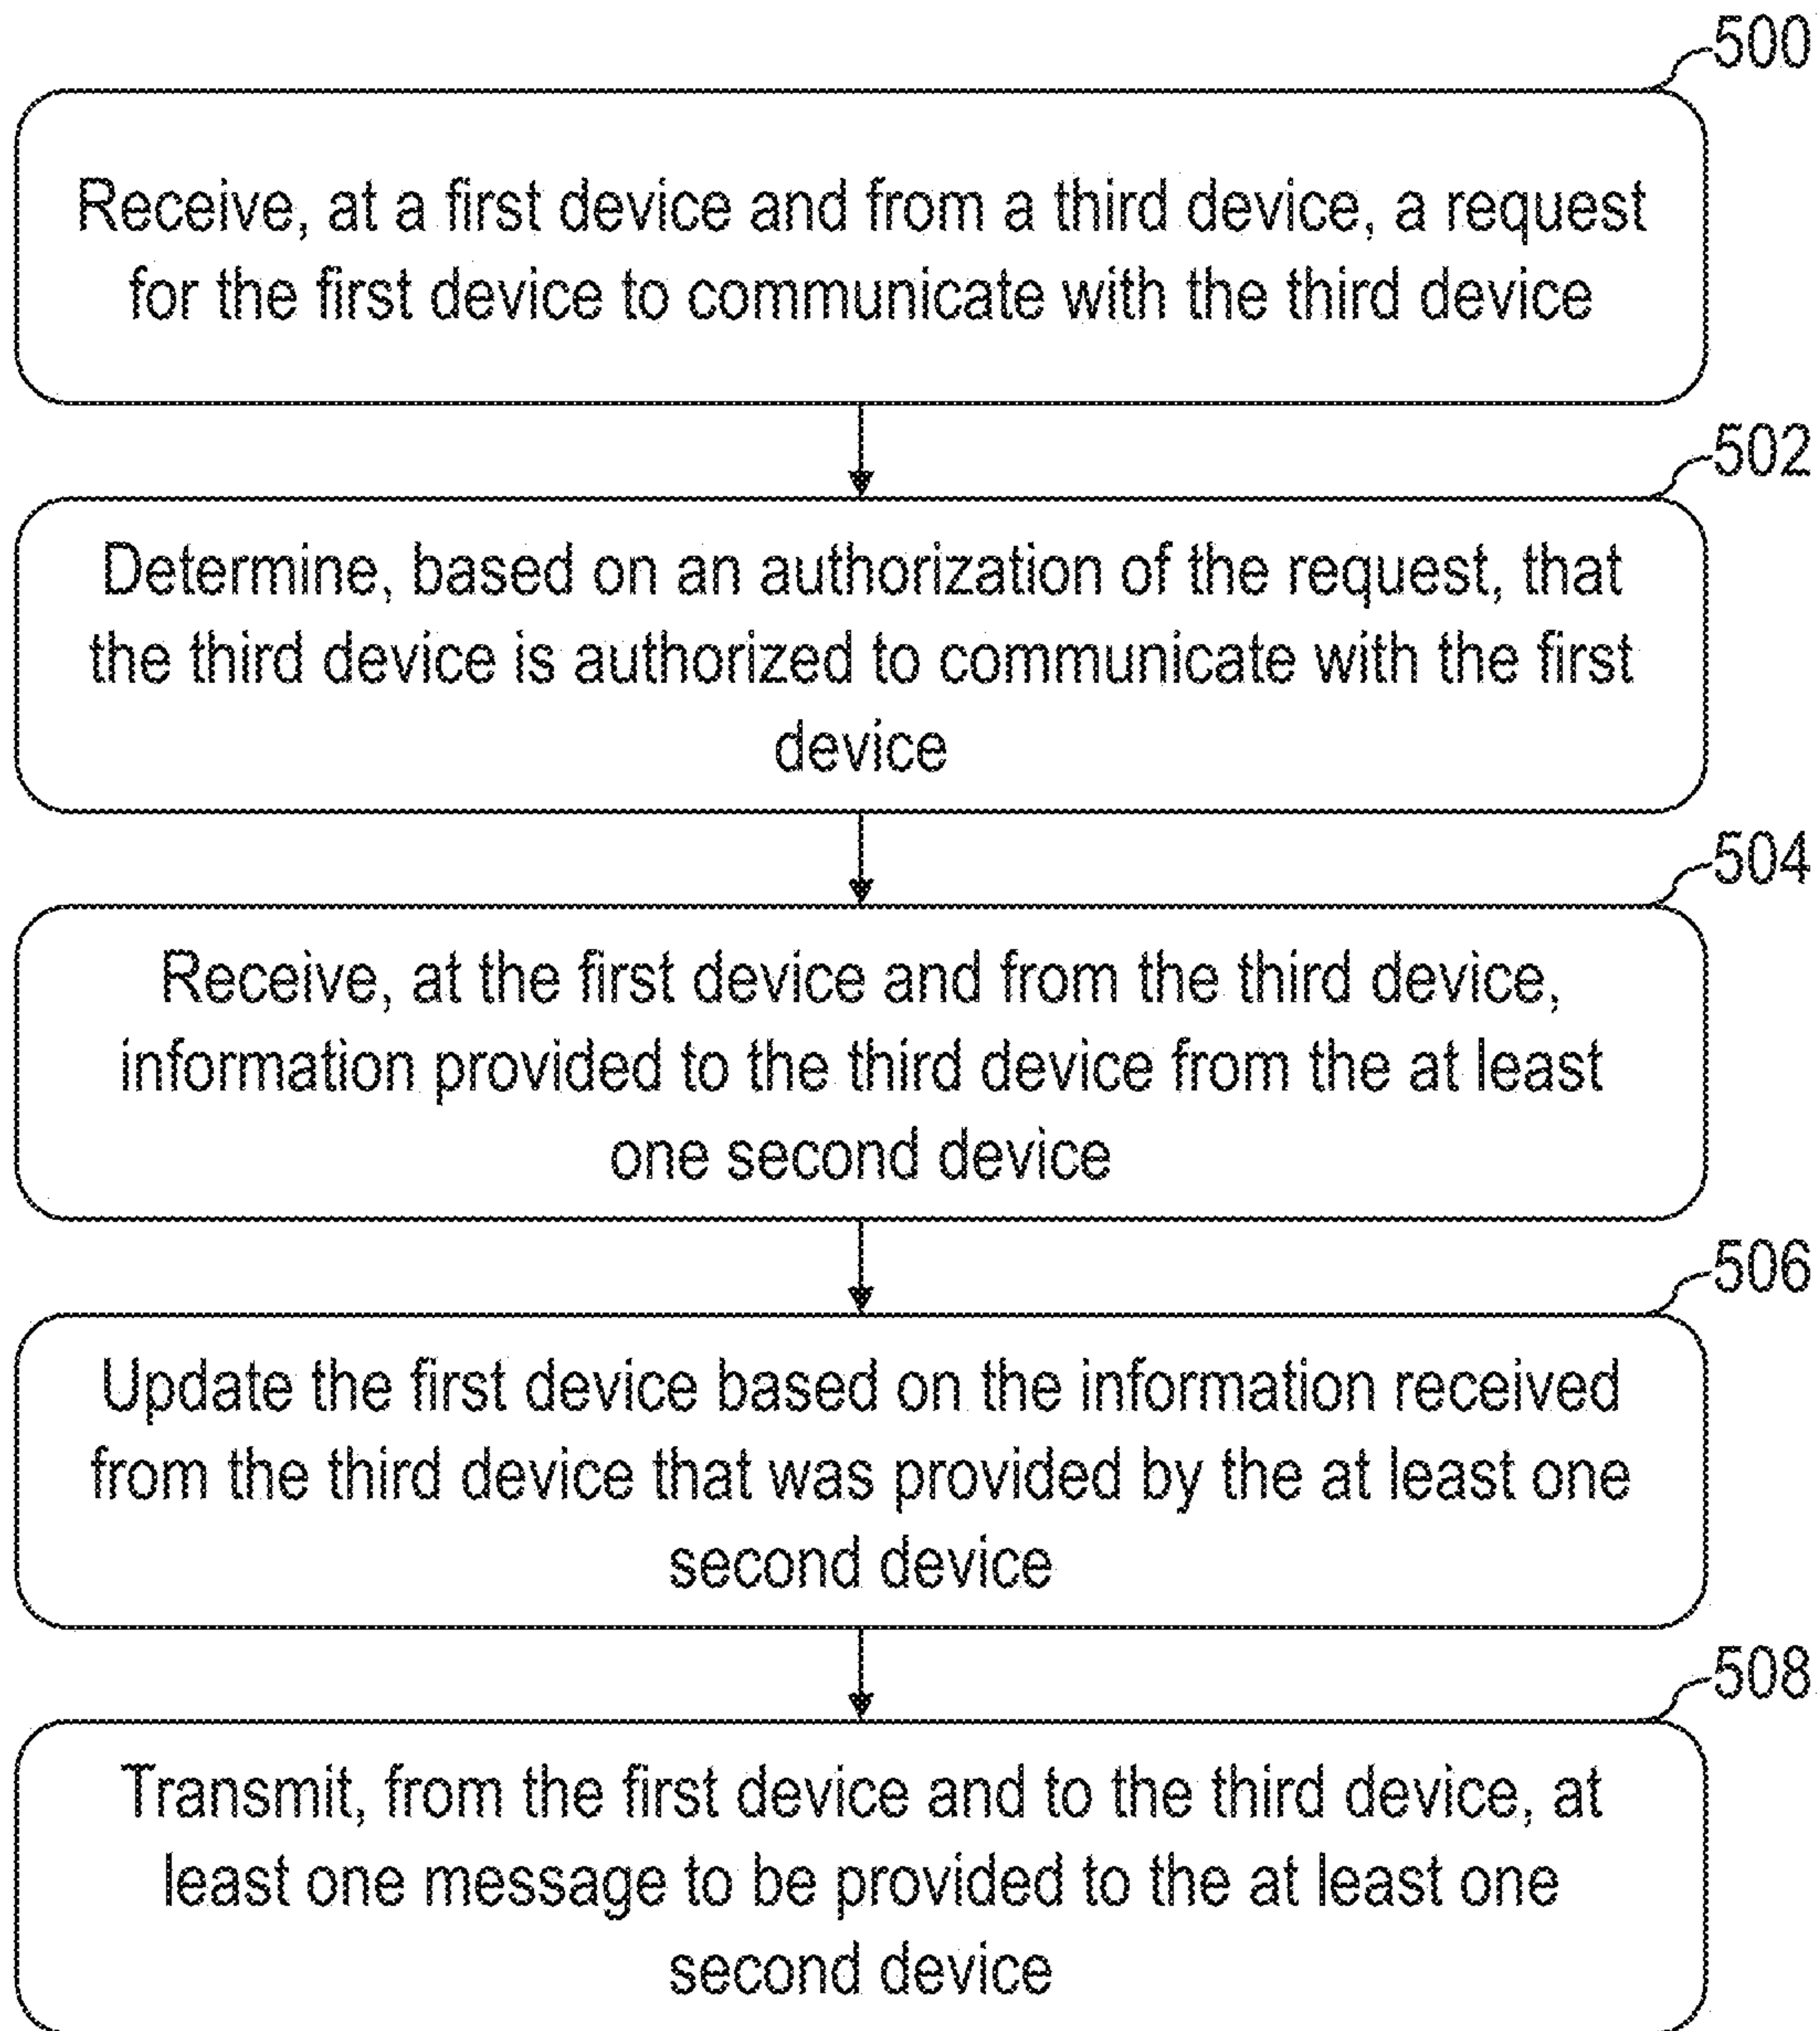 500
Receive, at a first device and from a third device, a request
for the first device to communicate with the third device
502
Determine, based on an authorization of the request, that
the third device is authorized to communicate with the first
device
504
Receive, at the first device and from the third device,
information provided to the third device from the at least
one second device
506
Update the first device based on the information received
from the third device that was provided by the at least one
second device
508
Transmit, from the first device and to the third device, at
least one message to be provided to the at least one
second device